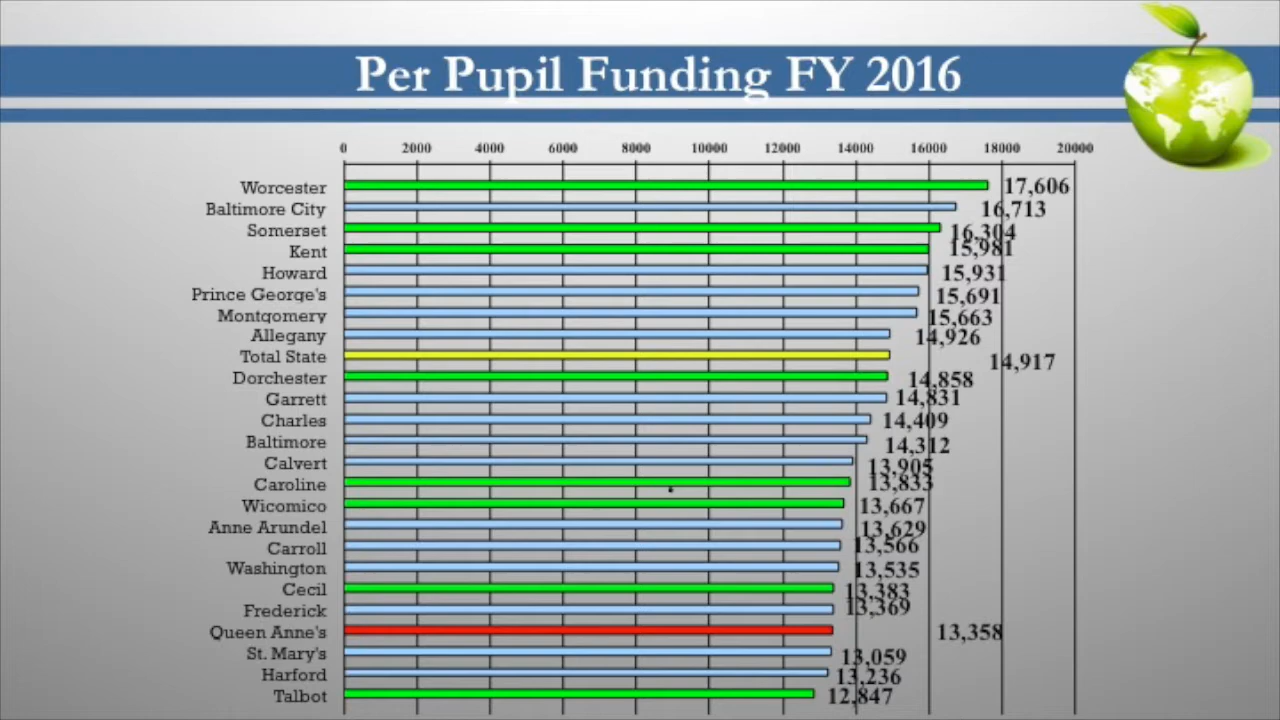 Per Pupil Funding FY 2016
0 2000 4000 6000 8000 10000 12000 14000 16000 18000 20000
Worcester 17,606
Baltimore City 16,713
Somerset 16,304
Kent 15,981
Howard 15,931
Prince George's 15,691
Montgomery 15,663
Allegany 14,926
Total State 14,917
Dorchester 14,858
Garrett 14,831
Charles 14,409
Baltimore 14,312
Calvert 13,905
Caroline 13,833
Wicomico 13,667
Anne Arundel 13,629
Carroll 13,566
Washington 13,535
Cecil 13,383
Frederick 13,369
Queen Anne's 13,358
St. Mary's 13,059
Harford 13,236
Talbot 12,847